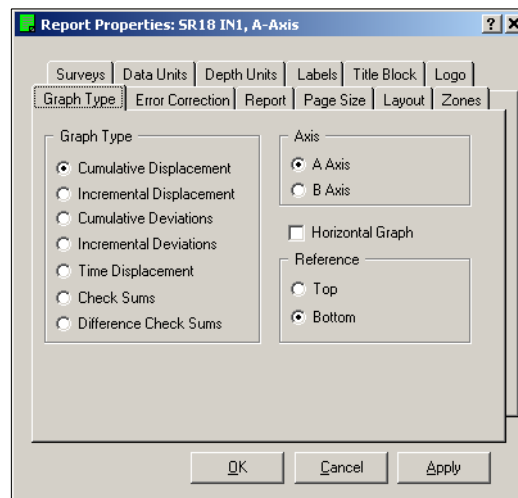 Report Properties: SR18 IN1, A-Axis
Surveys Data Units Depth Units Labels Title Block Logo
Graph Type Error Correction Report Page Size Layout Zones
Graph Type
Cumulative Displacement
Incremental Displacement
Cumulative Deviations
Incremental Deviations
Time Displacement
Check Sums
Difference Check Sums
Axis
A Axis
B Axis
Horizontal Graph
Reference
Top
Bottom
OK Cancel Apply